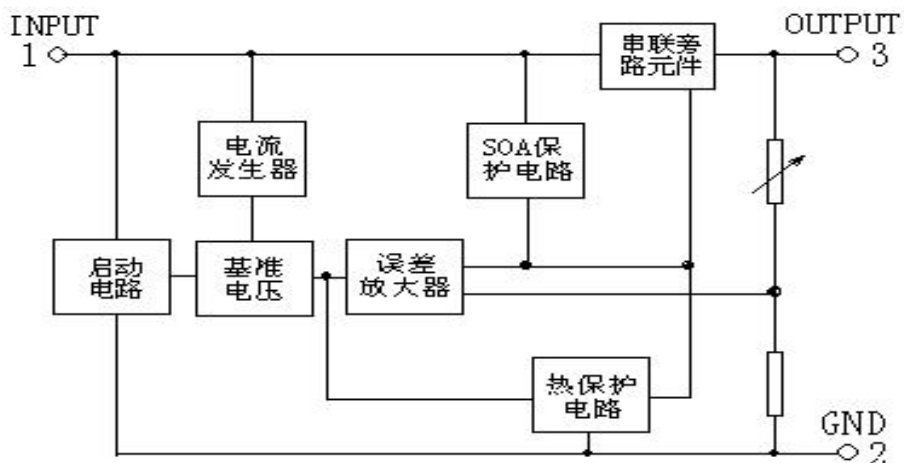 INPUT
1
OUTPUT
3
串联旁
路元件
电流
发生器
SOA保
护电路
启动
电路
基准
电压
误差
放大器
热保护
电路
GND
2